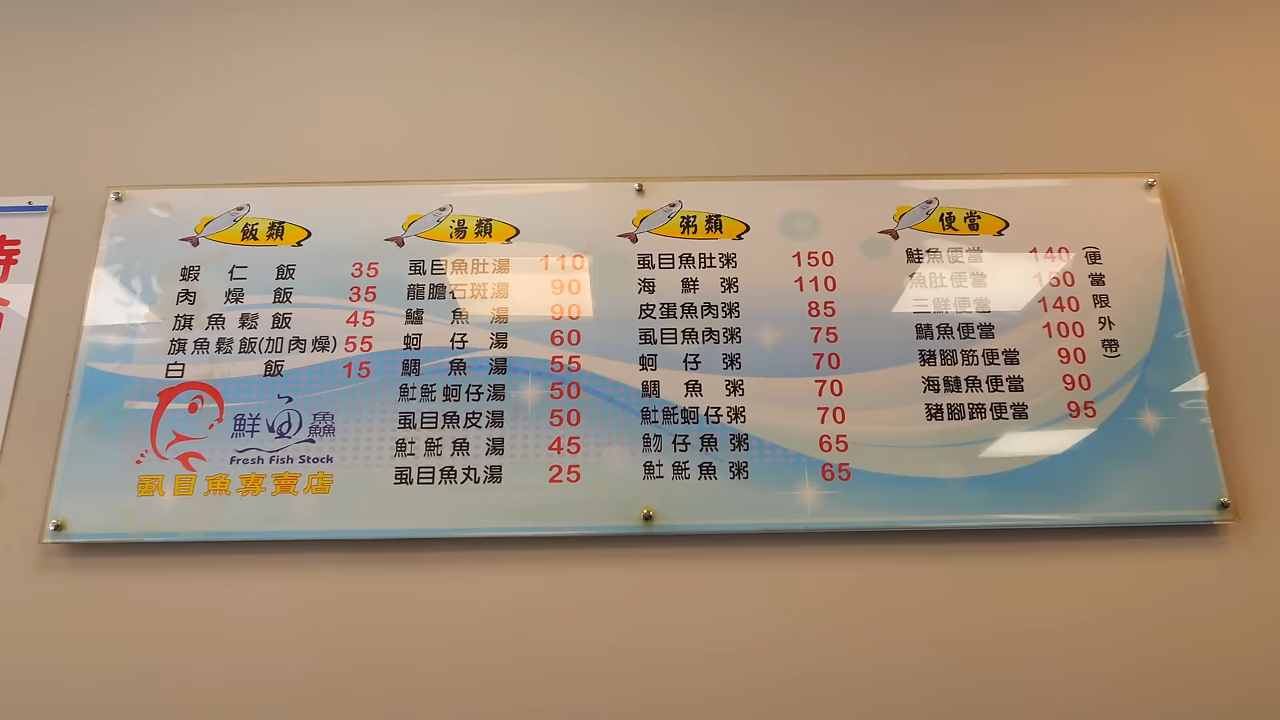 飯類
蝦仁飯 35
肉燥飯 35
旗魚鬆飯 45
旗魚鬆飯(加肉燥) 55
白飯 15
鮮魚鱻
Fresh Fish Stock
虱目魚專賣店
湯類
虱目魚肚湯 110
龍膽石斑湯 90
鱸魚湯 90
蚵仔湯 60
鯛魚湯 55
魠魠蚵仔湯 50
虱目魚皮湯 50
魠魠魚湯 45
虱目魚丸湯 25
粥類
虱目魚肚粥 150
海鮮粥 110
皮蛋魚肉粥 85
虱目魚肉粥 75
蚵仔粥 70
鯛魚粥 70
魠魠蚵仔粥 70
魩仔魚粥 65
魠魠魚粥 65
便當
鮭魚便當 140
魚肚便當 150
三鮮便當 140
鯖魚便當 100
豬腳筋便當 90
海鰱魚便當 90
豬腳蹄便當 95
(便當限外帶)